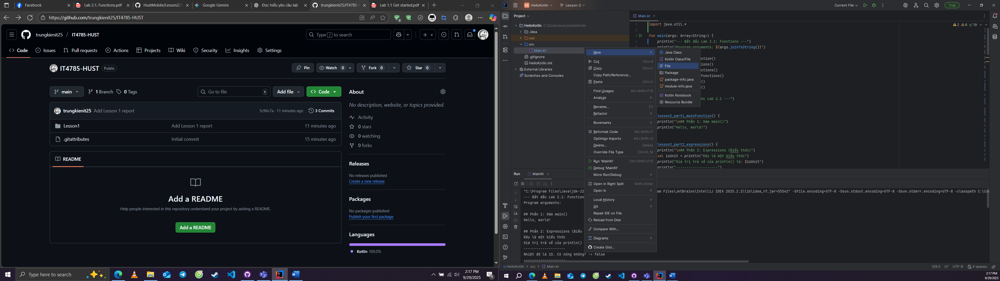 Facebook
Lab 2.1. Functions.pdf
HustMobile/Lesson2/1
Google Gemini
Đọc hiểu yêu cầu lab
trungkienit25/IT4785-H
Lab 1.1 Get started.pdf
https://github.com/trungkienit25/IT4785-HUST
1
trungkienit25 / IT4785-HUST
Type / to search
Code
Issues
Pull requests
Actions
Projects
Wiki
Security
Insights
Settings
IT4785-HUST Public
Pin
Watch 0
Fork 0
Star 0
main
1 Branch
0 Tags
Go to file t
Add file
Code
trungkienit25 Add Lesson 1 report
5c96c7a · 11 minutes ago
3 Commits
Lesson1 Add Lesson 1 report 11 minutes ago
.gitattributes Initial commit 15 minutes ago
README
Add a README
Help people interested in this repository understand your project by adding a README.
Add a README
About
No description, website, or topics provided.
Activity
0 stars
0 watching
0 forks
Releases
No releases published
Create a new release
Packages
No packages published
Publish your first package
Languages
Kotlin 100.0%
Type here to search
2:17 PM
9/29/2025
11
HK HelloKotlin
Lesson-2
Current File
Trial
Project
HelloKotlin C:\CodeLibrary\HelloKotlin
.idea
out
src
Main.kt
.gitignore
HelloKotlin.iml
External Libraries
Scratches and Consoles
Main.kt
2 8 19
1 import java.util.*
2
3 fun main(args: Array<String>) {
4 println("--- Bắt đầu Lab 2.1: Functions ---")
println("Program arguments: ${args.joinToString()}")
ction()
ions()
nctions()
tFunctions()
()
()
úc Lab 2.1 ---")
lesson2_part1_mainFunction() {
println("\n## Phần 1: Hàm main()")
println("Hello, world!")
lesson2_part2_expressions() {
println("\n## Phần 2: Expressions (Biểu thức)")
val isUnit = println("Đây là một biểu thức")
println("Giá trị trả về của println() là: $isUnit")
println("--------------------")
New
Cut Ctrl+X
Copy Ctrl+C
Copy Path/Reference...
Paste Ctrl+V
Find Usages Alt+Shift+F12
Analyze
Rename... F2
Refactor
Bookmarks
Reformat Code Alt+Shift+F
Optimize Imports Alt+Shift+O
Delete... Delete
Override File Type Ctrl+K, M
Run 'MainKt' Ctrl+Shift+F10
Debug 'MainKt'
More Run/Debug
Open in Right Split Shift+Enter
Open In
Local History
Git
Repair IDE on File
Reload from Disk
Compare With...
Diagrams
Create Gist...
Java Class
Kotlin Class/File
File
Package
package-info.java
module-info.java
Kotlin Notebook
Resource Bundle
Run
MainKt
"C:\Program Files\Java\jdk-22
am Files\JetBrains\IntelliJ IDEA 2025.2.2\lib\idea_rt.jar=55542" -Dfile.encoding=UTF-8 -Dsun.stdout.encoding=UTF-8 -Dsun.stderr.encoding=UTF-8 -classpath C:\Co
--- Bắt đầu Lab 2.1: Function
Program arguments:
## Phần 1: Hàm main()
Hello, world!
## Phần 2: Expressions (Biểu
Đây là một biểu thức
Giá trị trả về của println()
--------------------
Nhiệt độ là 10. Có nóng không? -> false
--------------------
HelloKotlin > src > Main.kt
129:2 LF UTF-8 4 spaces
2:17 PM
9/29/2025